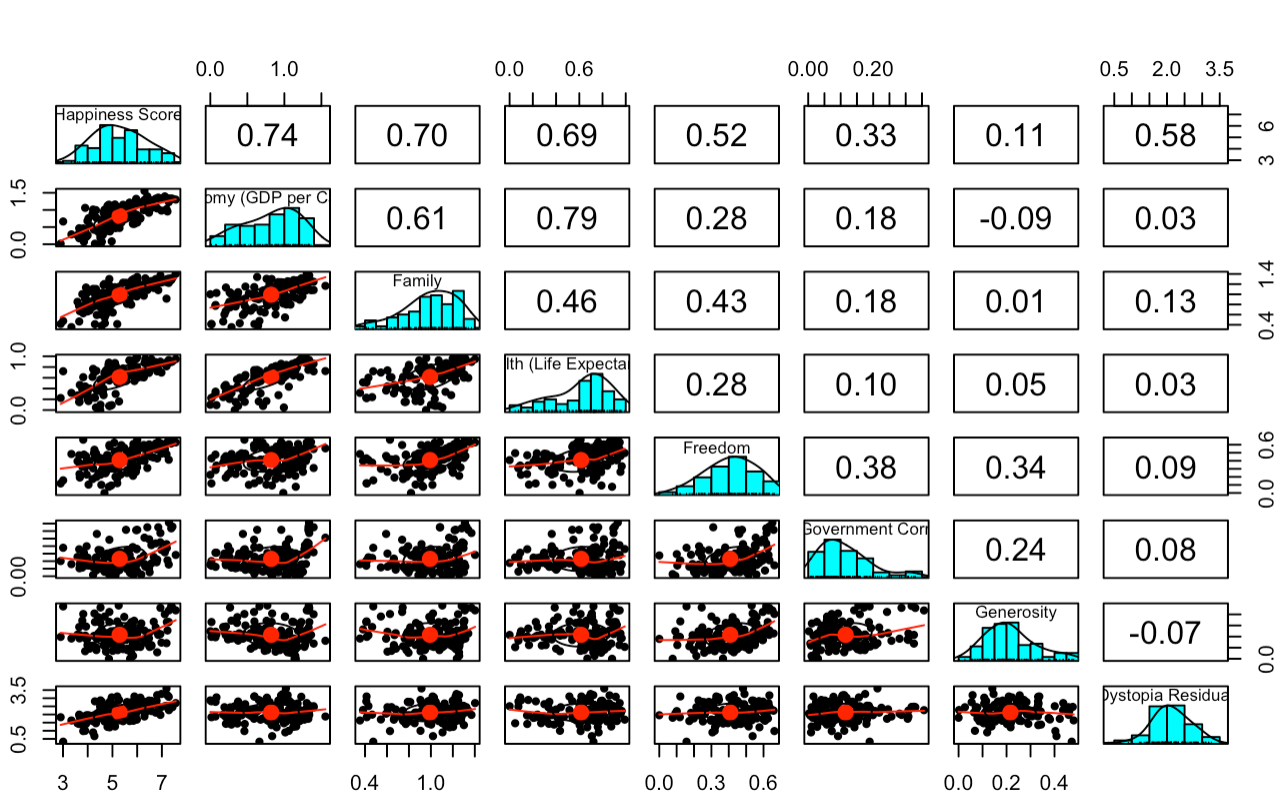 0.0 1.0 0.0 0.6 0.00 0.20 0.5 2.0 3.5
Happiness Score 0.74 0.70 0.69 0.52 0.33 0.11 0.58 3 6
0.0 1.5 omy (GDP per C 0.61 0.79 0.28 0.18 -0.09 0.03
Family 0.46 0.43 0.18 0.01 0.13 0.4 1.4
0.0 1.0 lth (Life Expecta 0.28 0.10 0.05 0.03
Freedom 0.38 0.34 0.09 0.0 0.6
0.00 Government Corr 0.24 0.08
Generosity -0.07 0.0
0.5 3.5 Dystopia Residua
3 5 7 0.4 1.0 0.0 0.3 0.6 0.0 0.2 0.4